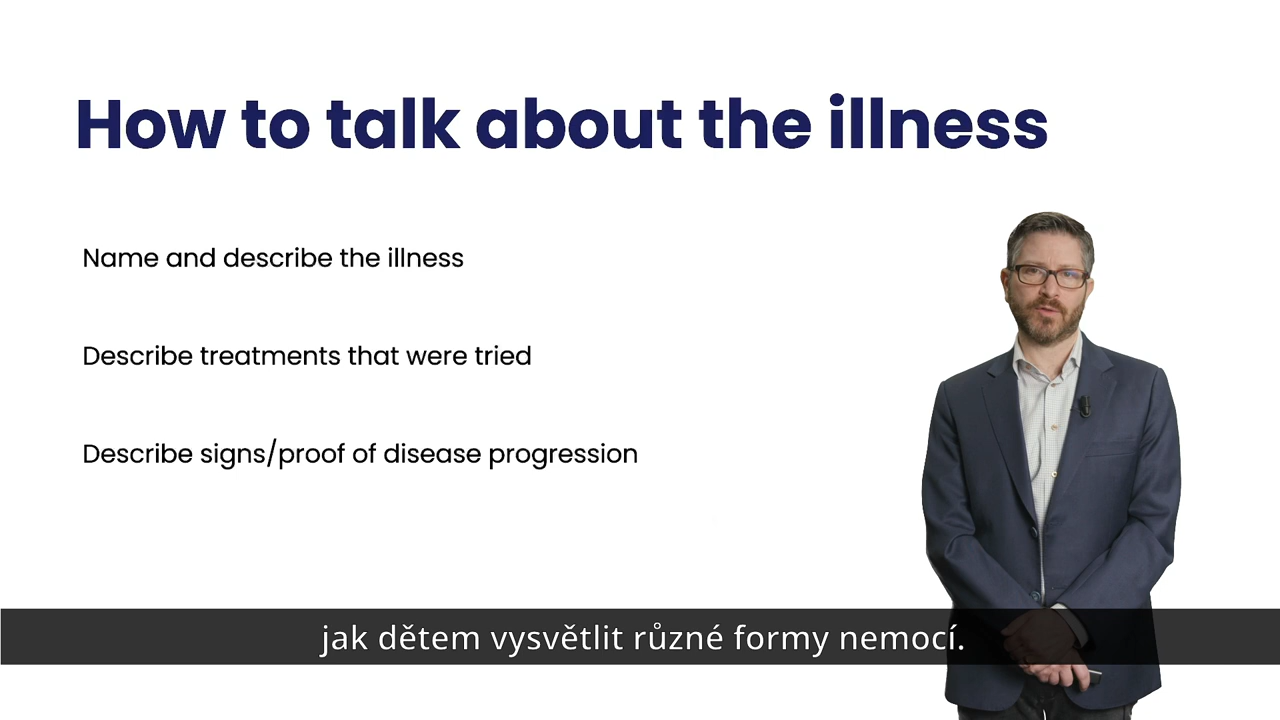 How to talk about the illness
Name and describe the illness
Describe treatments that were tried
Describe signs/proof of disease progression
jak dětem vysvětlit různé formy nemocí.